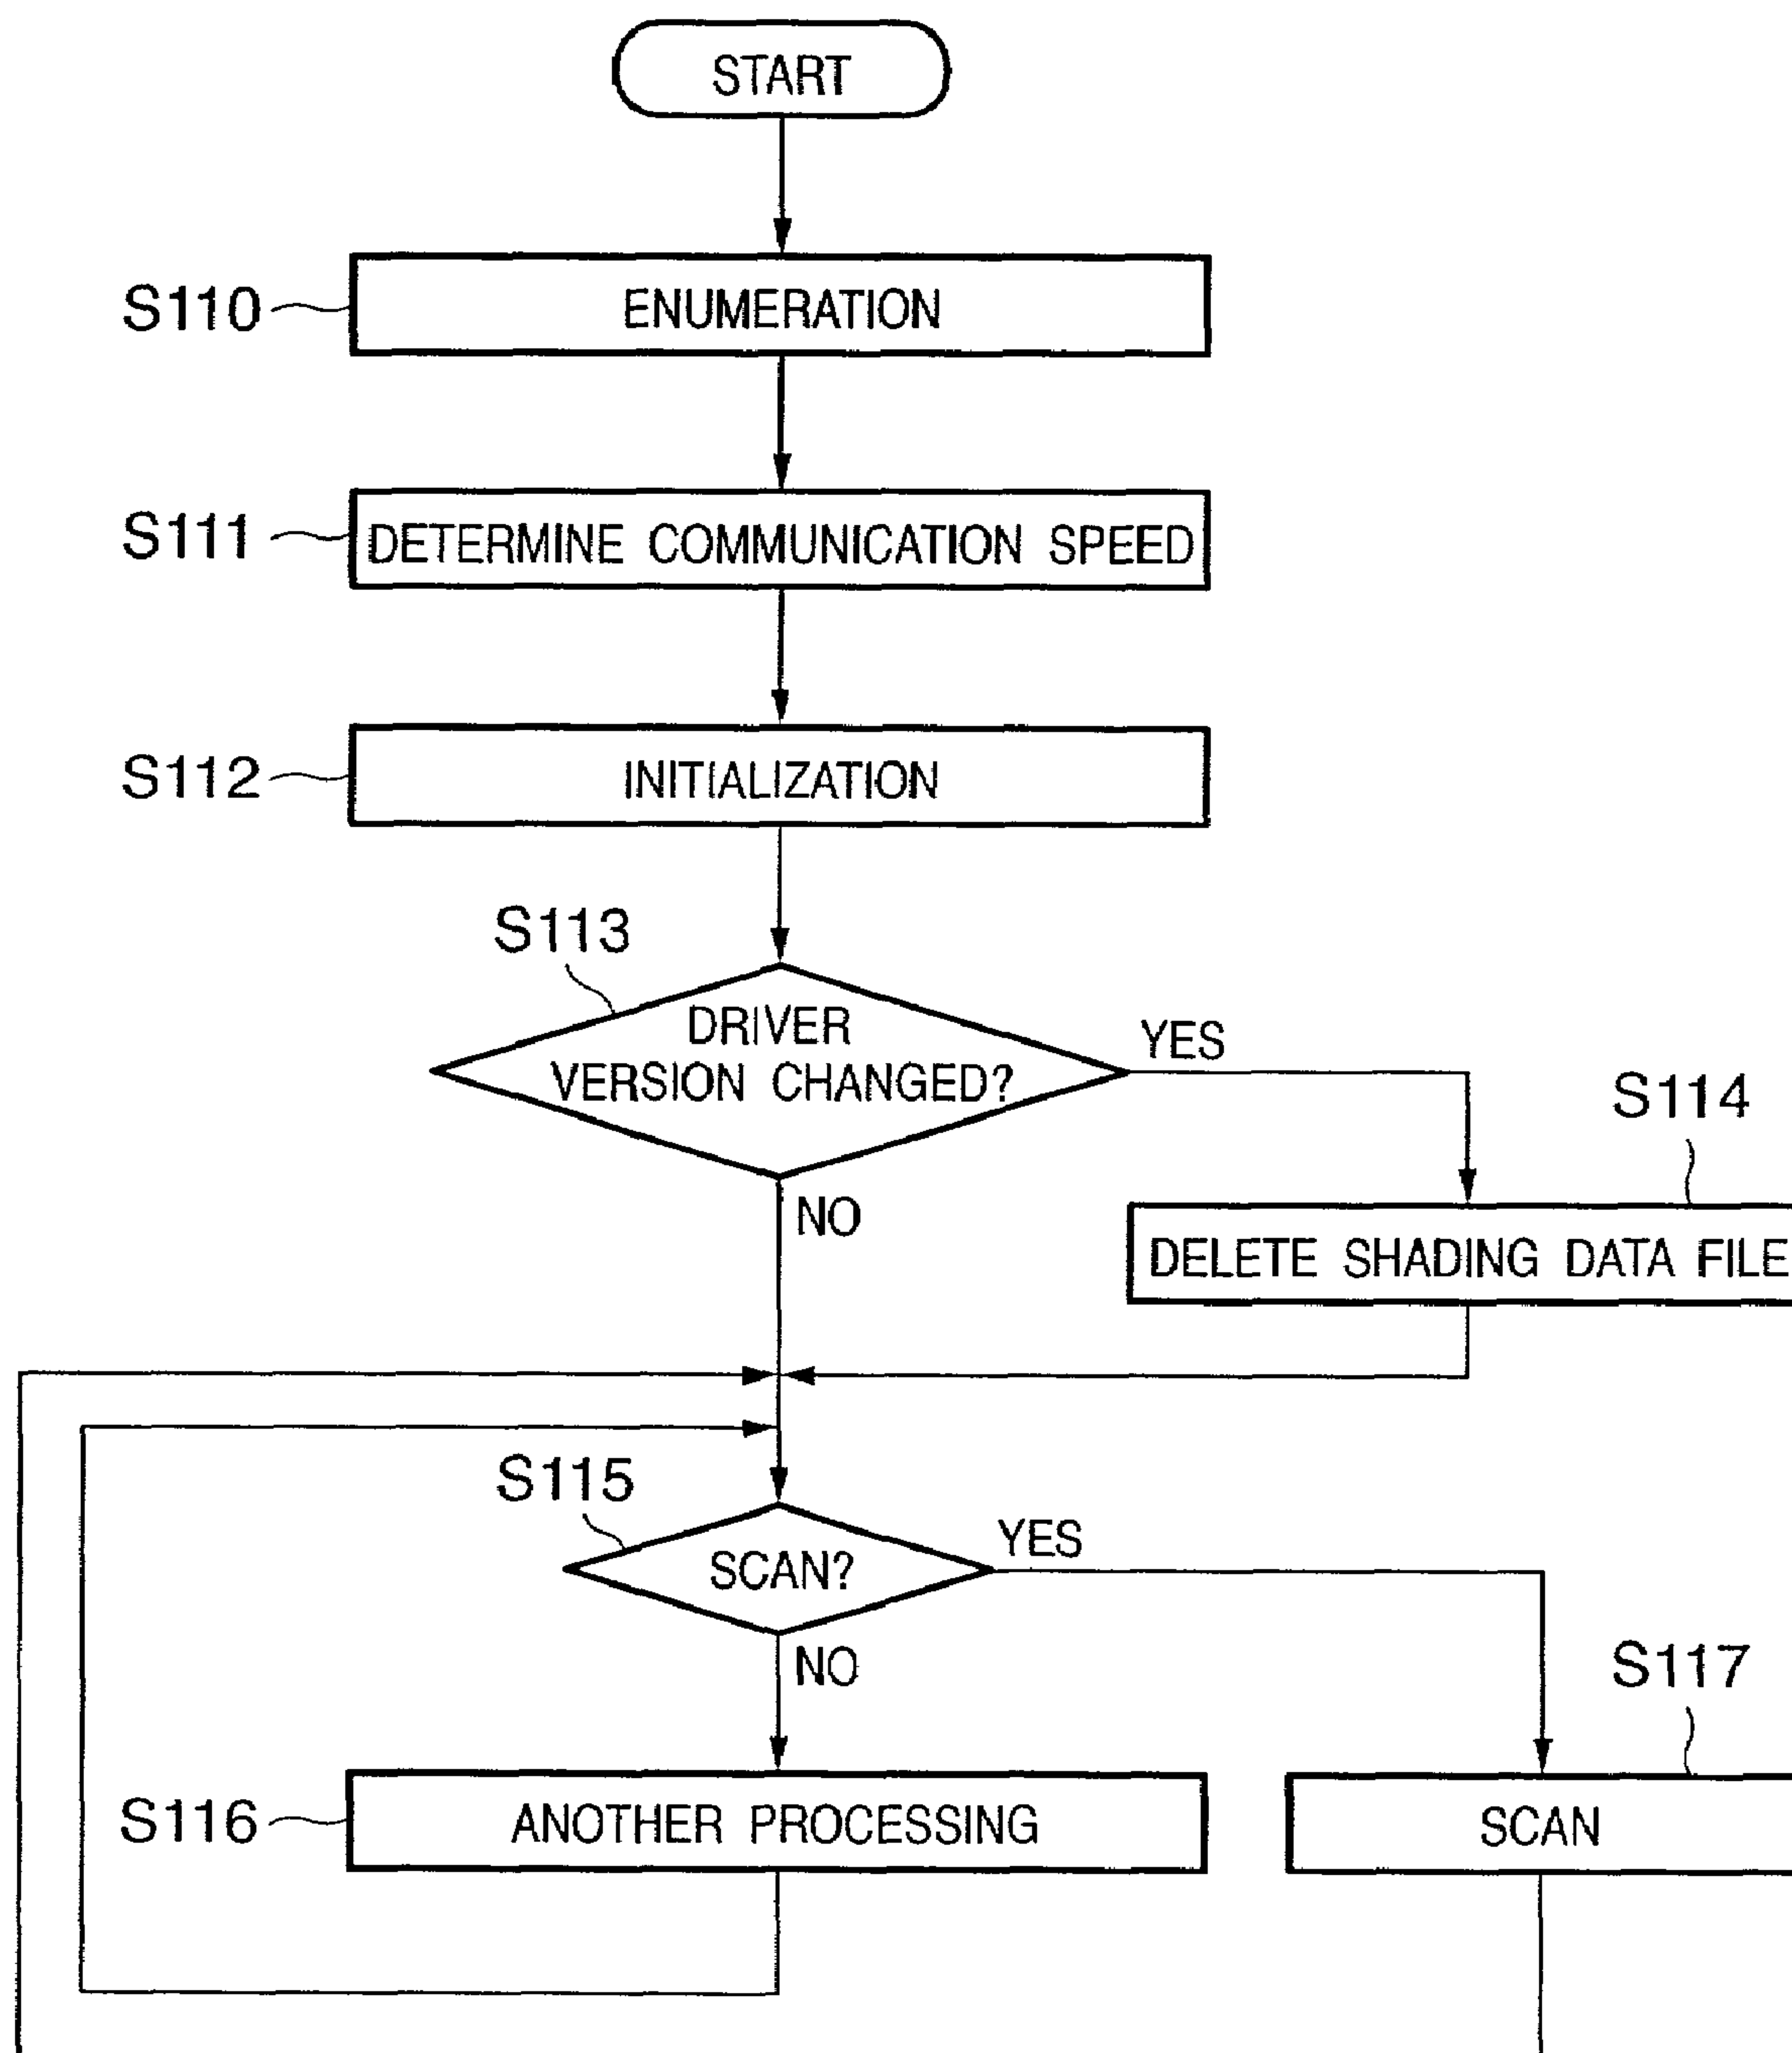 START
S110
ENUMERATION
S111
DETERMINE COMMUNICATION SPEED
S112
INITIALIZATION
S113
DRIVER
VERSION CHANGED?
YES
S114
NO
DELETE SHADING DATA FILE
S115
SCAN?
YES
NO
S117
S116
ANOTHER PROCESSING
SCAN